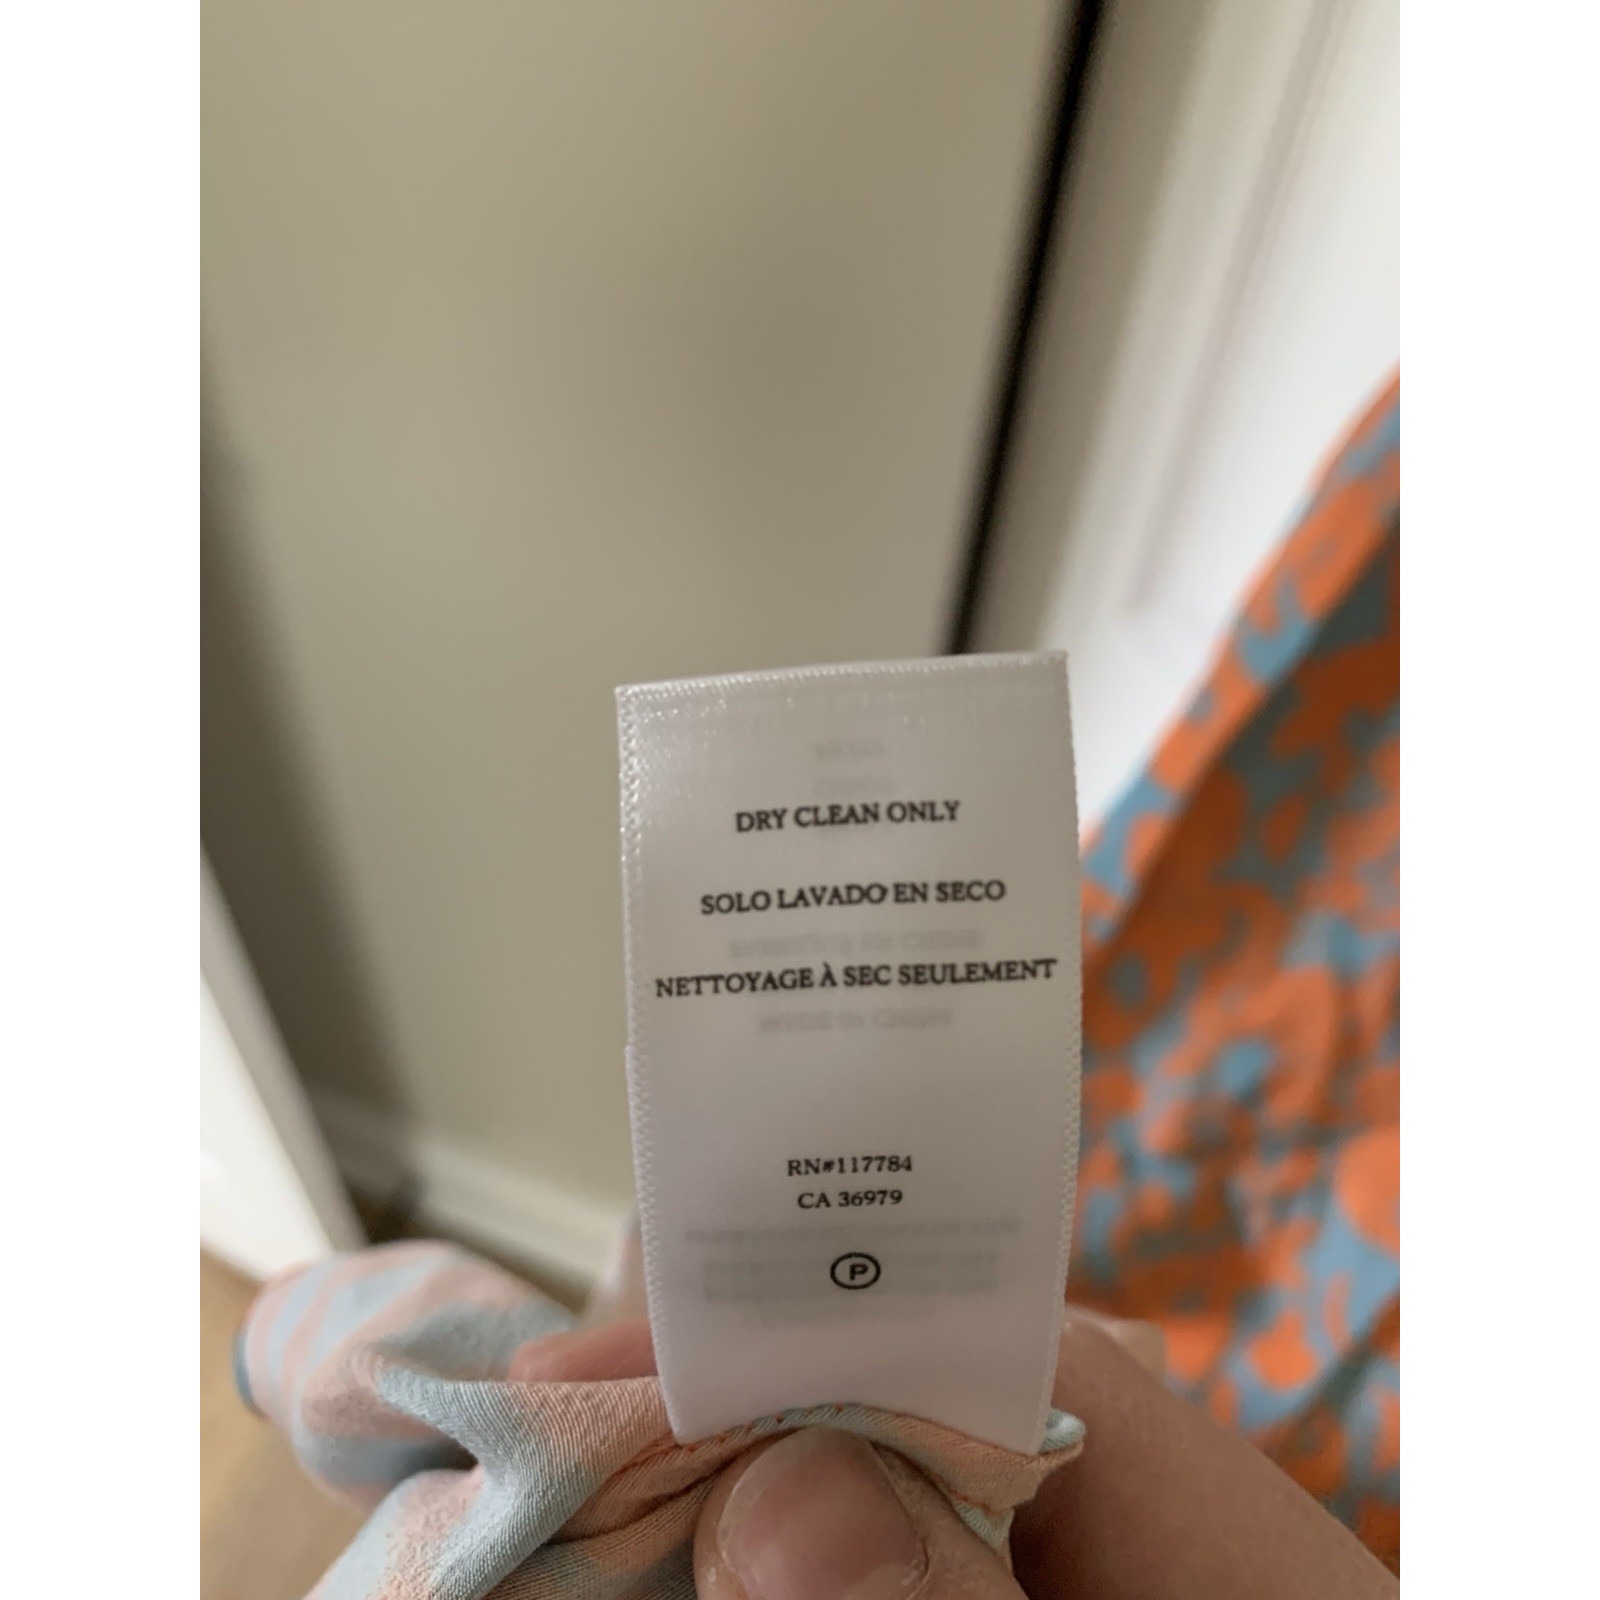 DRY CLEAN ONLY
SOLO LAVADO EN SECO
NETTOYAGE À SEC SEULEMENT
RN#117784
CA 36979
P